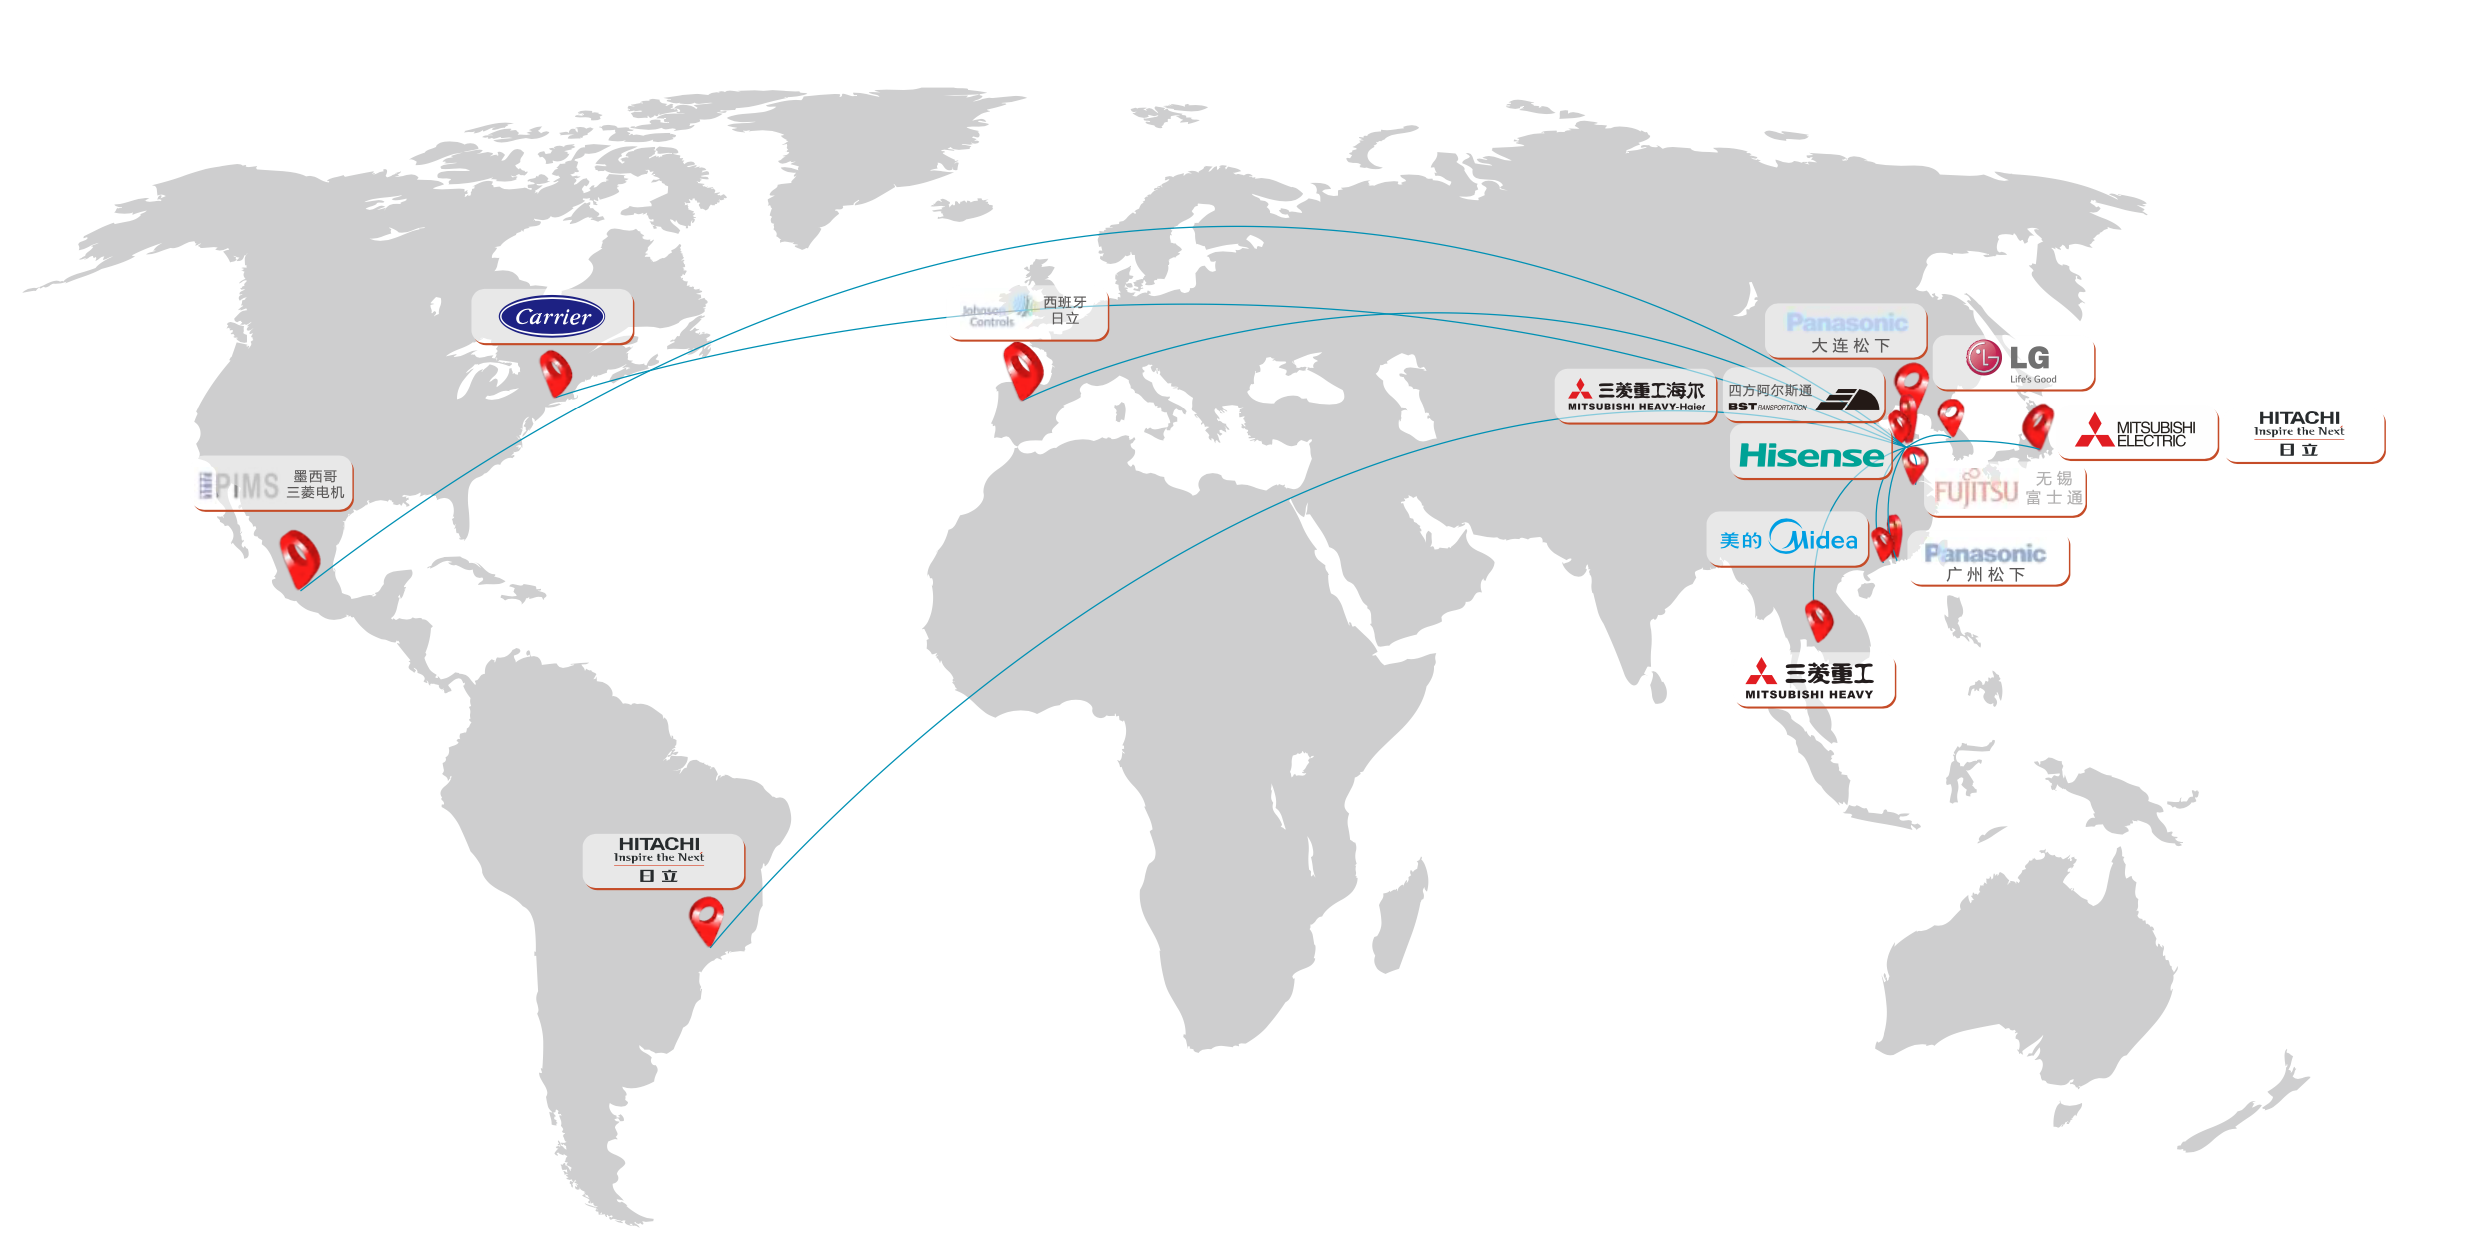 Carrier
Johnson
Controls
西班牙
日立
Panasonic
大连松下
LG
Life's Good
三菱重工海尔
MITSUBISHI HEAVY-Haier
四方阿尔斯通
BST RANSPORTATION
MITSUBISHI
ELECTRIC
HITACHI
Inspire the Next
日立
Hisense
PIMS
墨西哥
三菱电机
FUJITSU
无锡
富士通
美的
Midea
Panasonic
广州松下
三菱重工
MITSUBISHI HEAVY
HITACHI
Inspire the Next
日立